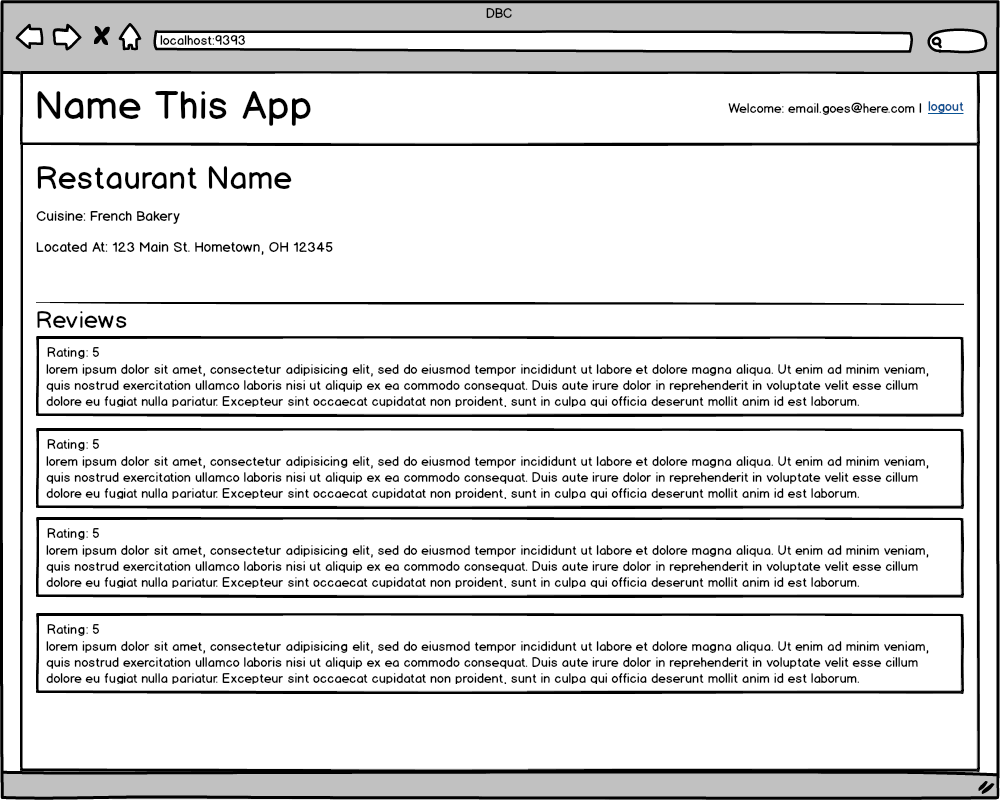 DBC
localhost:9393
Name This App
Welcome: email.goes@here.com | logout
Restaurant Name
Cuisine: French Bakery
Located At: 123 Main St. Hometown, OH 12345
Reviews
Rating: 5
lorem ipsum dolor sit amet, consectetur adipisicing elit, sed do eiusmod tempor incididunt ut labore et dolore magna aliqua. Ut enim ad minim veniam,
quis nostrud exercitation ullamco laboris nisi ut aliquip ex ea commodo consequat. Duis aute irure dolor in reprehenderit in voluptate velit esse cillum
dolore eu fugiat nulla pariatur. Excepteur sint occaecat cupidatat non proident, sunt in culpa qui officia deserunt mollit anim id est laborum.
Rating: 5
lorem ipsum dolor sit amet, consectetur adipisicing elit, sed do eiusmod tempor incididunt ut labore et dolore magna aliqua. Ut enim ad minim veniam,
quis nostrud exercitation ullamco laboris nisi ut aliquip ex ea commodo consequat. Duis aute irure dolor in reprehenderit in voluptate velit esse cillum
dolore eu fugiat nulla pariatur. Excepteur sint occaecat cupidatat non proident, sunt in culpa qui officia deserunt mollit anim id est laborum.
Rating: 5
lorem ipsum dolor sit amet, consectetur adipisicing elit, sed do eiusmod tempor incididunt ut labore et dolore magna aliqua. Ut enim ad minim veniam,
quis nostrud exercitation ullamco laboris nisi ut aliquip ex ea commodo consequat. Duis aute irure dolor in reprehenderit in voluptate velit esse cillum
dolore eu fugiat nulla pariatur. Excepteur sint occaecat cupidatat non proident, sunt in culpa qui officia deserunt mollit anim id est laborum.
Rating: 5
lorem ipsum dolor sit amet, consectetur adipisicing elit, sed do eiusmod tempor incididunt ut labore et dolore magna aliqua. Ut enim ad minim veniam,
quis nostrud exercitation ullamco laboris nisi ut aliquip ex ea commodo consequat. Duis aute irure dolor in reprehenderit in voluptate velit esse cillum
dolore eu fugiat nulla pariatur. Excepteur sint occaecat cupidatat non proident, sunt in culpa qui officia deserunt mollit anim id est laborum.